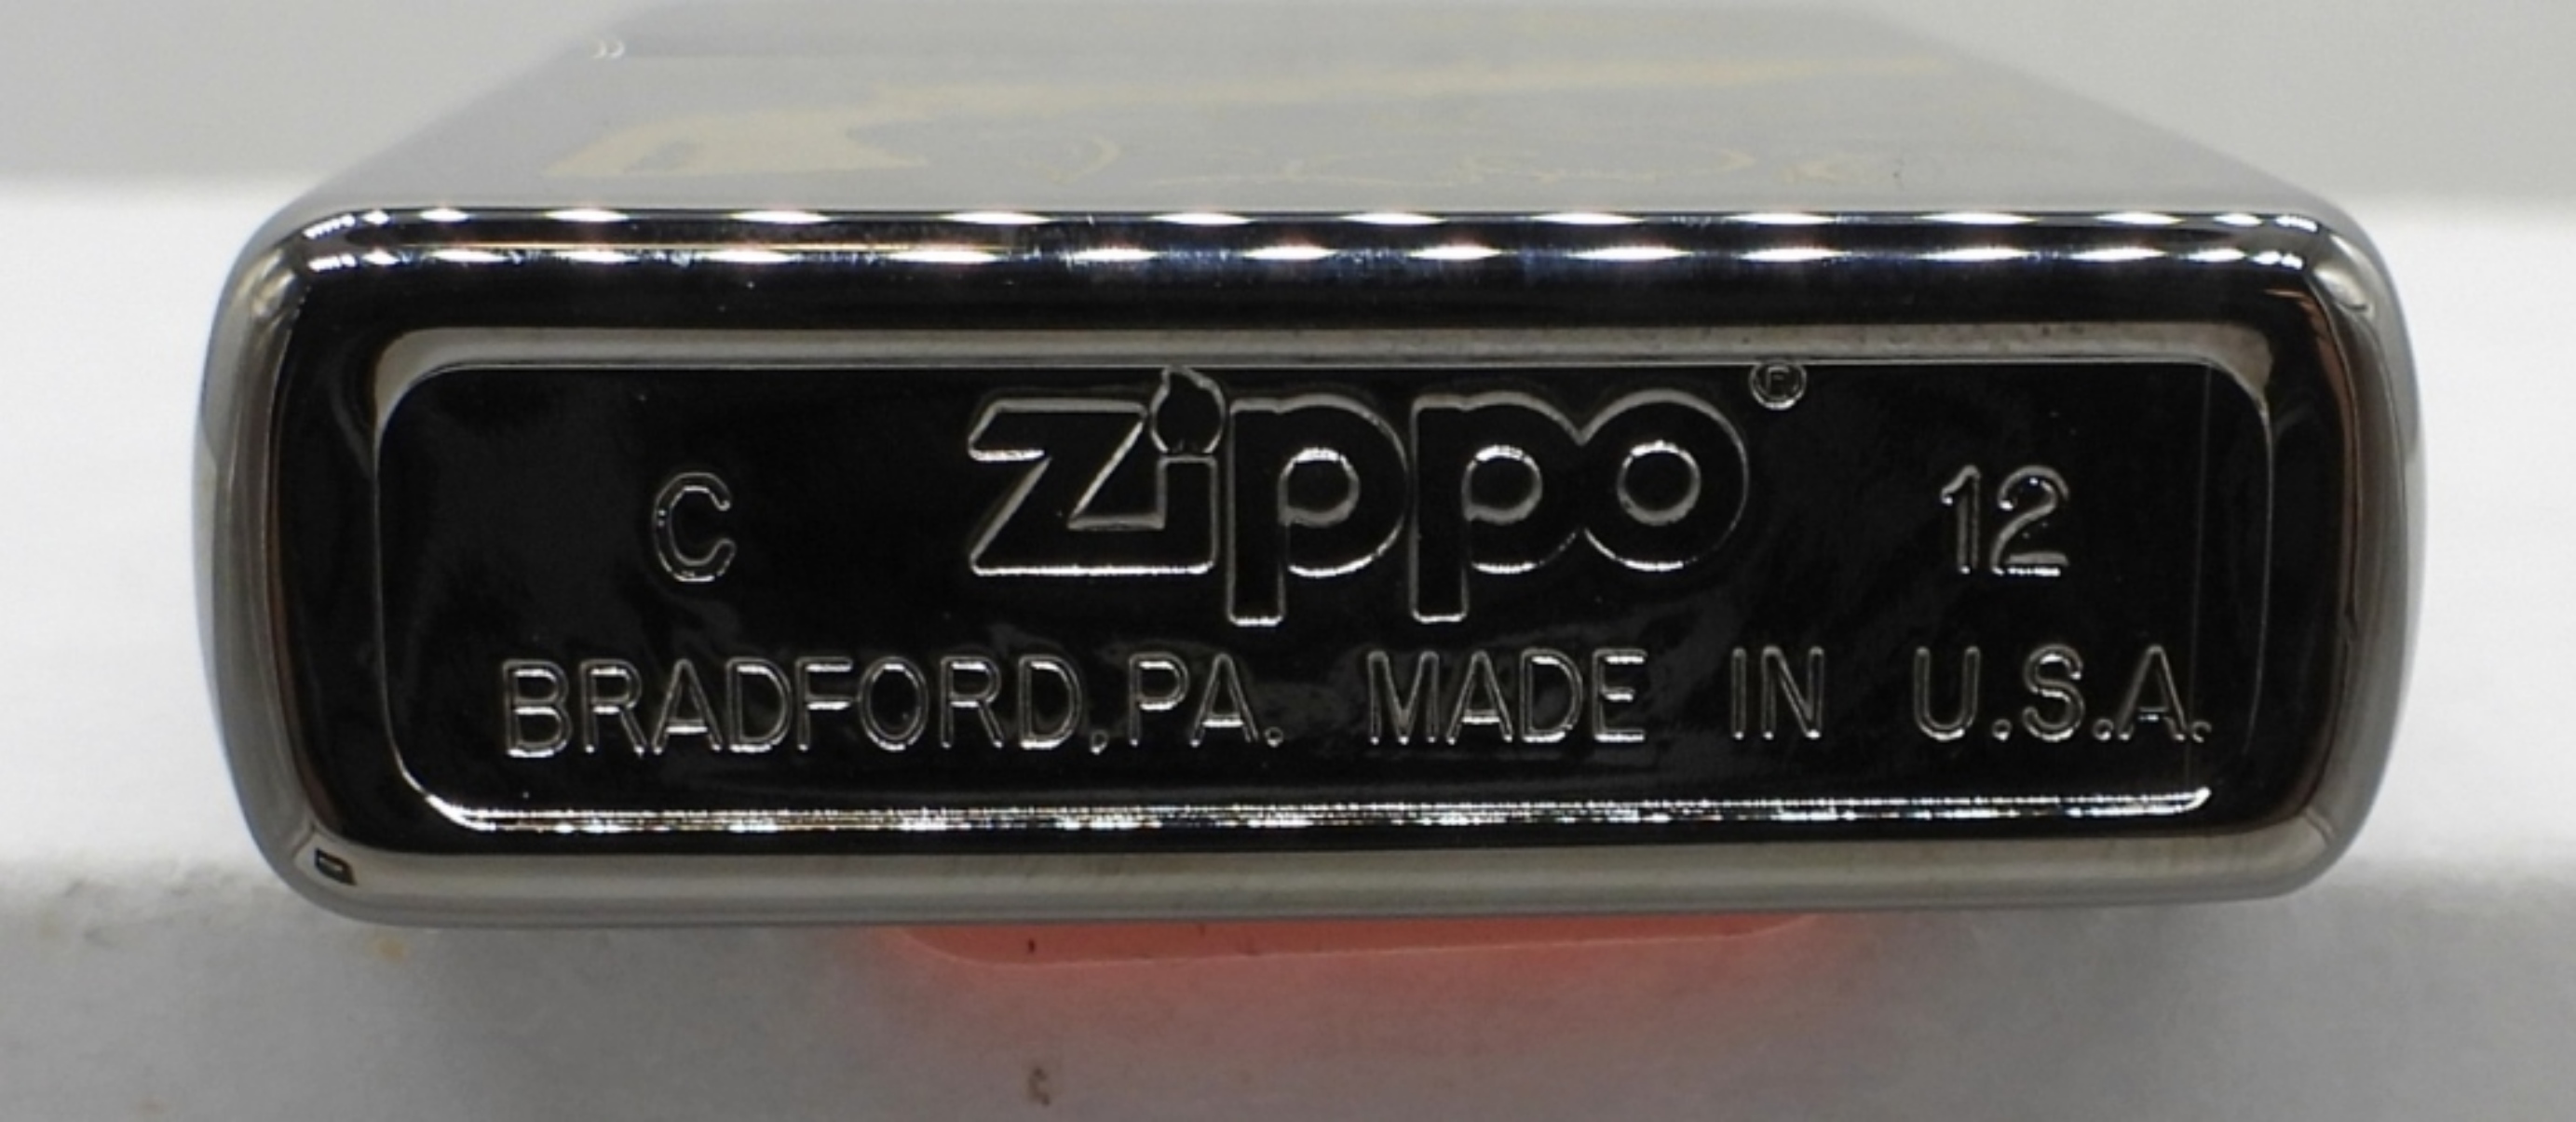 C Zippo® 12
BRADFORD,PA. MADE IN U.S.A.